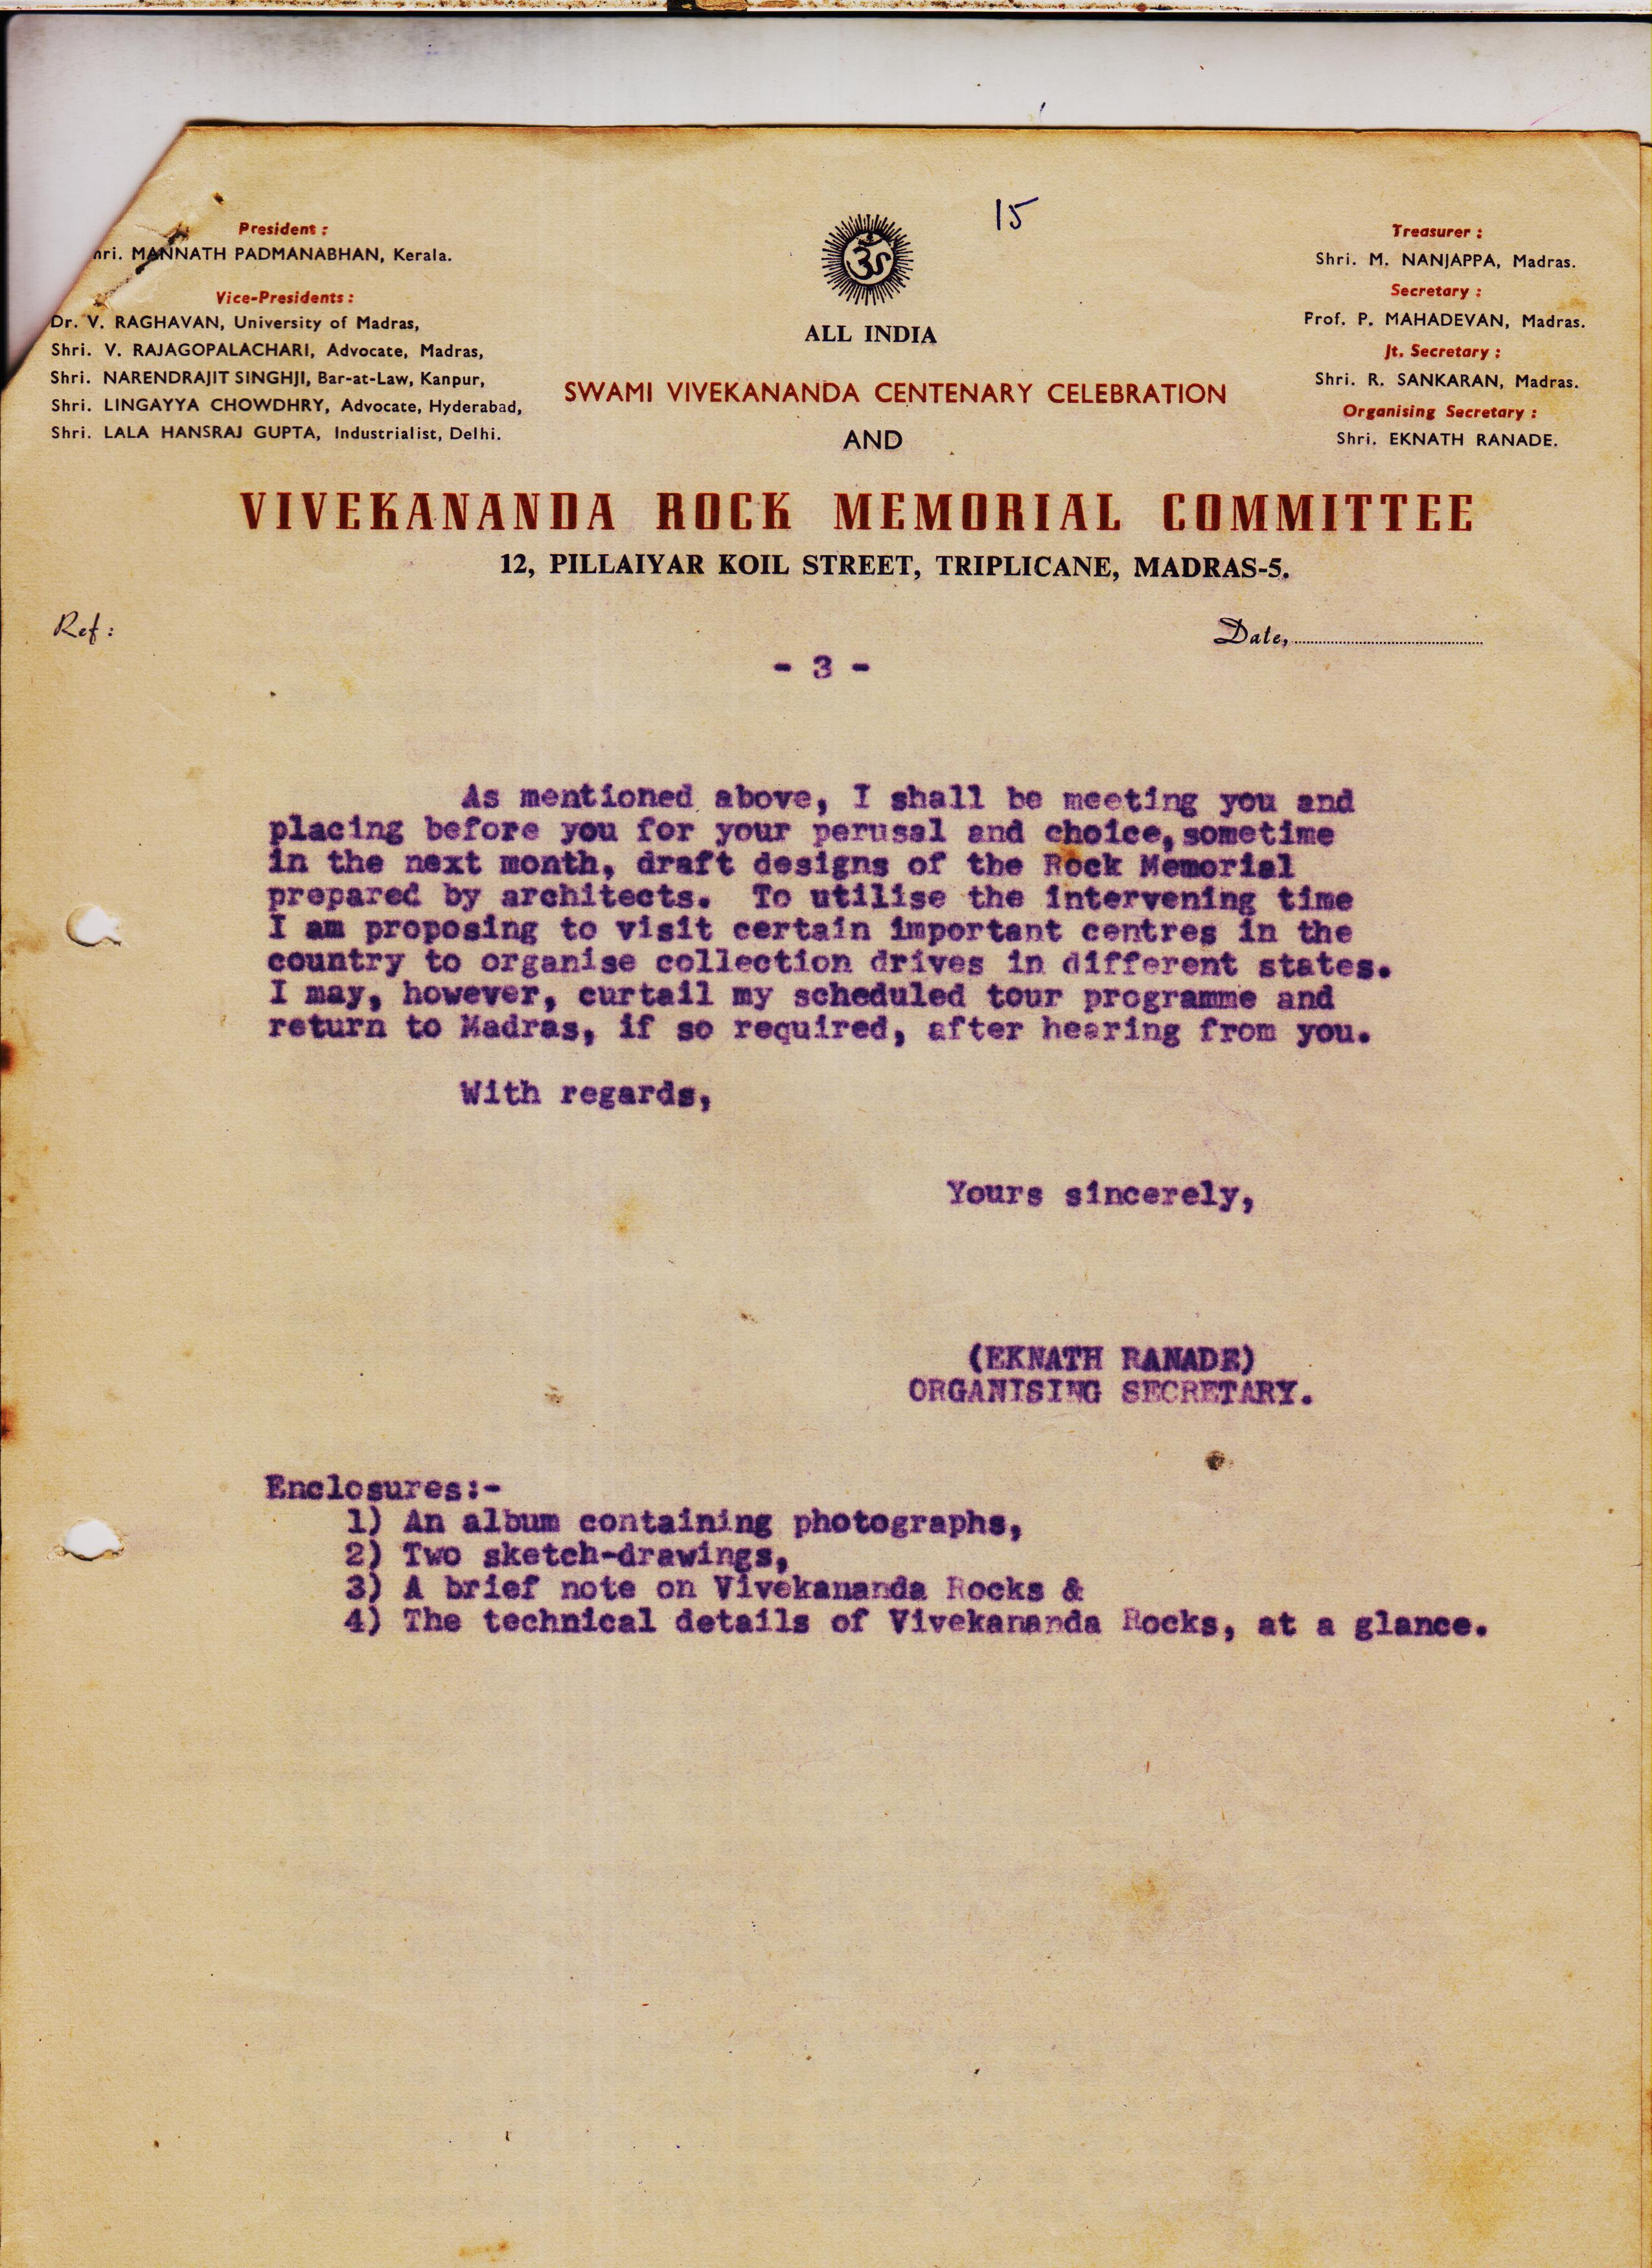 15
President :
Shri. MANNATH PADMANABHAN, Kerala.
Vice-Presidents :
Dr. V. RAGHAVAN, University of Madras,
Shri. V. RAJAGOPALACHARI, Advocate, Madras,
Shri. NARENDRAJIT SINGHJI, Bar-at-Law, Kanpur,
Shri. LINGAYYA CHOWDHRY, Advocate, Hyderabad,
Shri. LALA HANSRAJ GUPTA, Industrialist, Delhi.
ॐ
ALL INDIA
SWAMI VIVEKANANDA CENTENARY CELEBRATION
AND
Treasurer :
Shri. M. NANJAPPA, Madras.
Secretary :
Prof. P. MAHADEVAN, Madras.
Jt. Secretary :
Shri. R. SANKARAN, Madras.
Organising Secretary :
Shri. EKNATH RANADE.
VIVEKANANDA ROCK MEMORIAL COMMITTEE
12, PILLAIYAR KOIL STREET, TRIPLICANE, MADRAS-5.
Ref :
Date,
- 3 -
As mentioned above, I shall be meeting you and
placing before you for your perusal and choice, sometime
in the next month, draft designs of the Rock Memorial
prepared by architects. To utilise the intervening time
I am proposing to visit certain important centres in the
country to organise collection drives in different states.
I may, however, curtail my scheduled tour programme and
return to Madras, if so required, after hearing from you.
With regards,
Yours sincerely,
(EKNATH RANADE)
ORGANISING SECRETARY.
Enclosures:-
1) An album containing photographs,
2) Two sketch-drawings,
3) A brief note on Vivekananda Rocks &
4) The technical details of Vivekananda Rocks, at a glance.